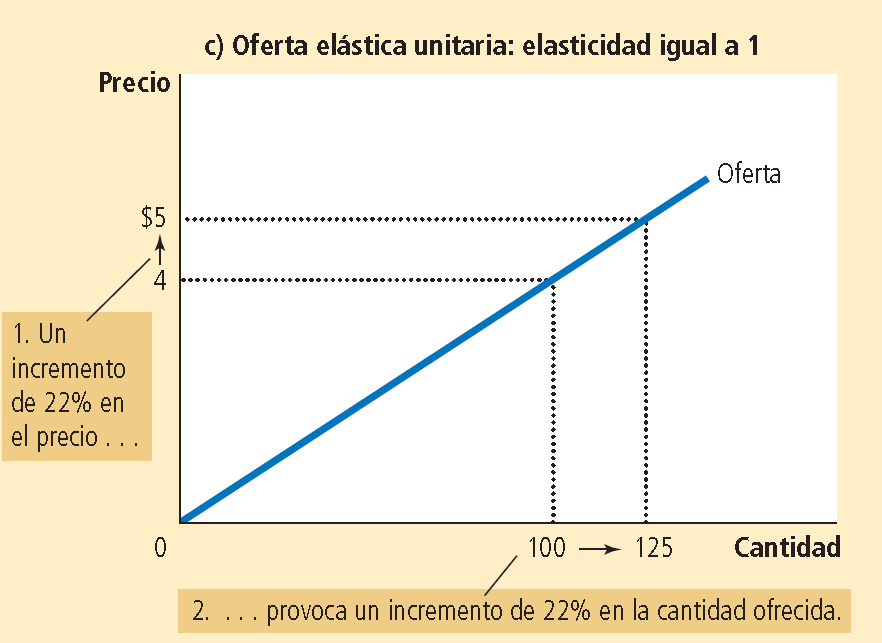 c) Oferta elástica unitaria: elasticidad igual a 1
Precio
Oferta
$5
4
1. Un
incremento
de 22% en
el precio . . .
0
100
125
Cantidad
2. . . . provoca un incremento de 22% en la cantidad ofrecida.